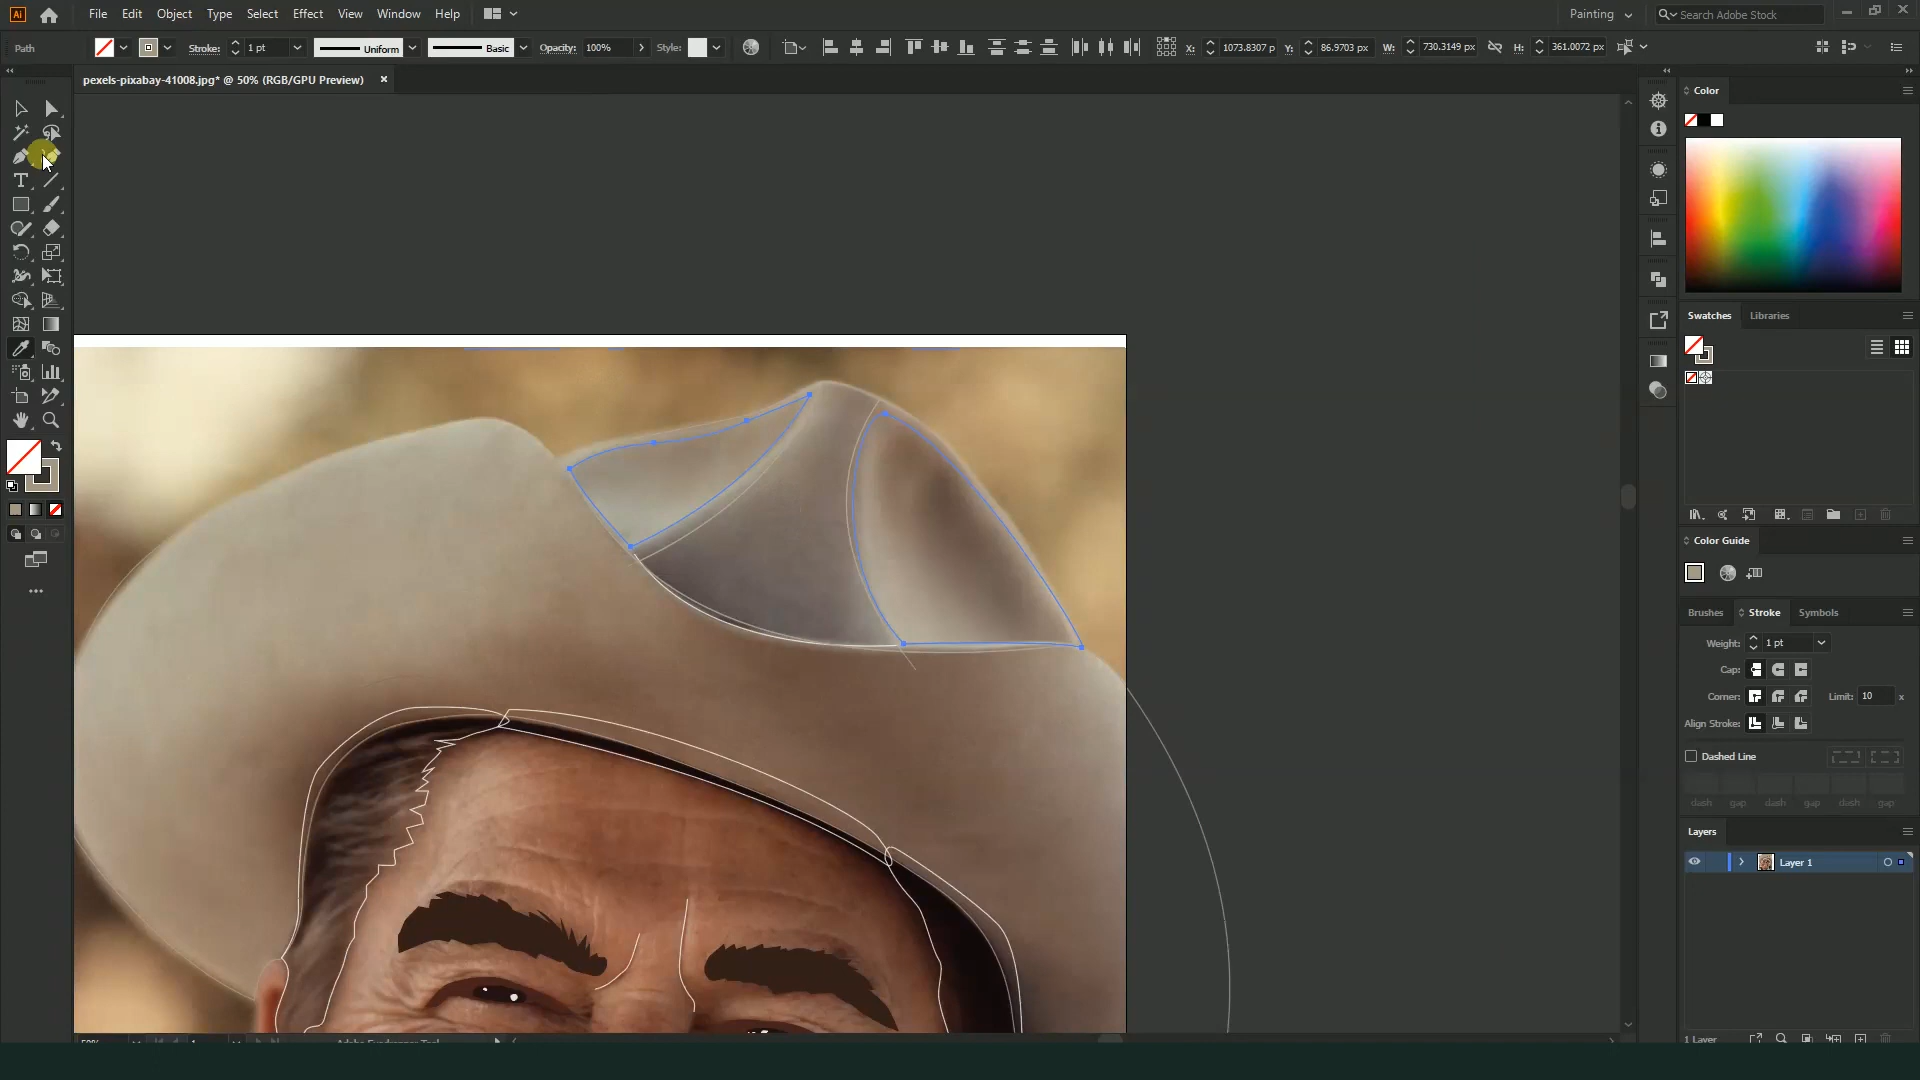 Ai File Edit Object Type Select Effect View Window Help Painting Search Adobe Stock
Path Stroke: 1 pt Uniform Basic Opacity: 100% Style: X: 1073.8307 p Y: 86.9703 px W: 730.3149 px H: 361.0072 px
pexels-pixabay-41008.jpg* @ 50% (RGB/GPU Preview) ×
Color
Swatches Libraries
Color Guide
Brushes Stroke Symbols
Weight: 1 pt
Cap:
Corner: Limit: 10 x
Align Stroke:
Dashed Line
dash gap dash gap dash gap
Layers
Layer 1
1 Layer